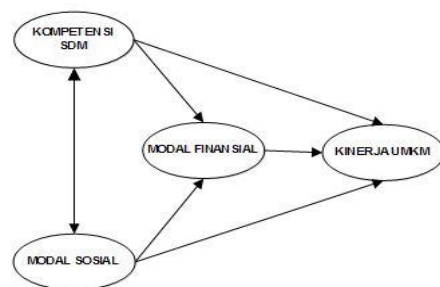 KOMPETENSI
SDM
MODAL FINANSIAL
KINERJA UMKM
MODAL SOSIAL